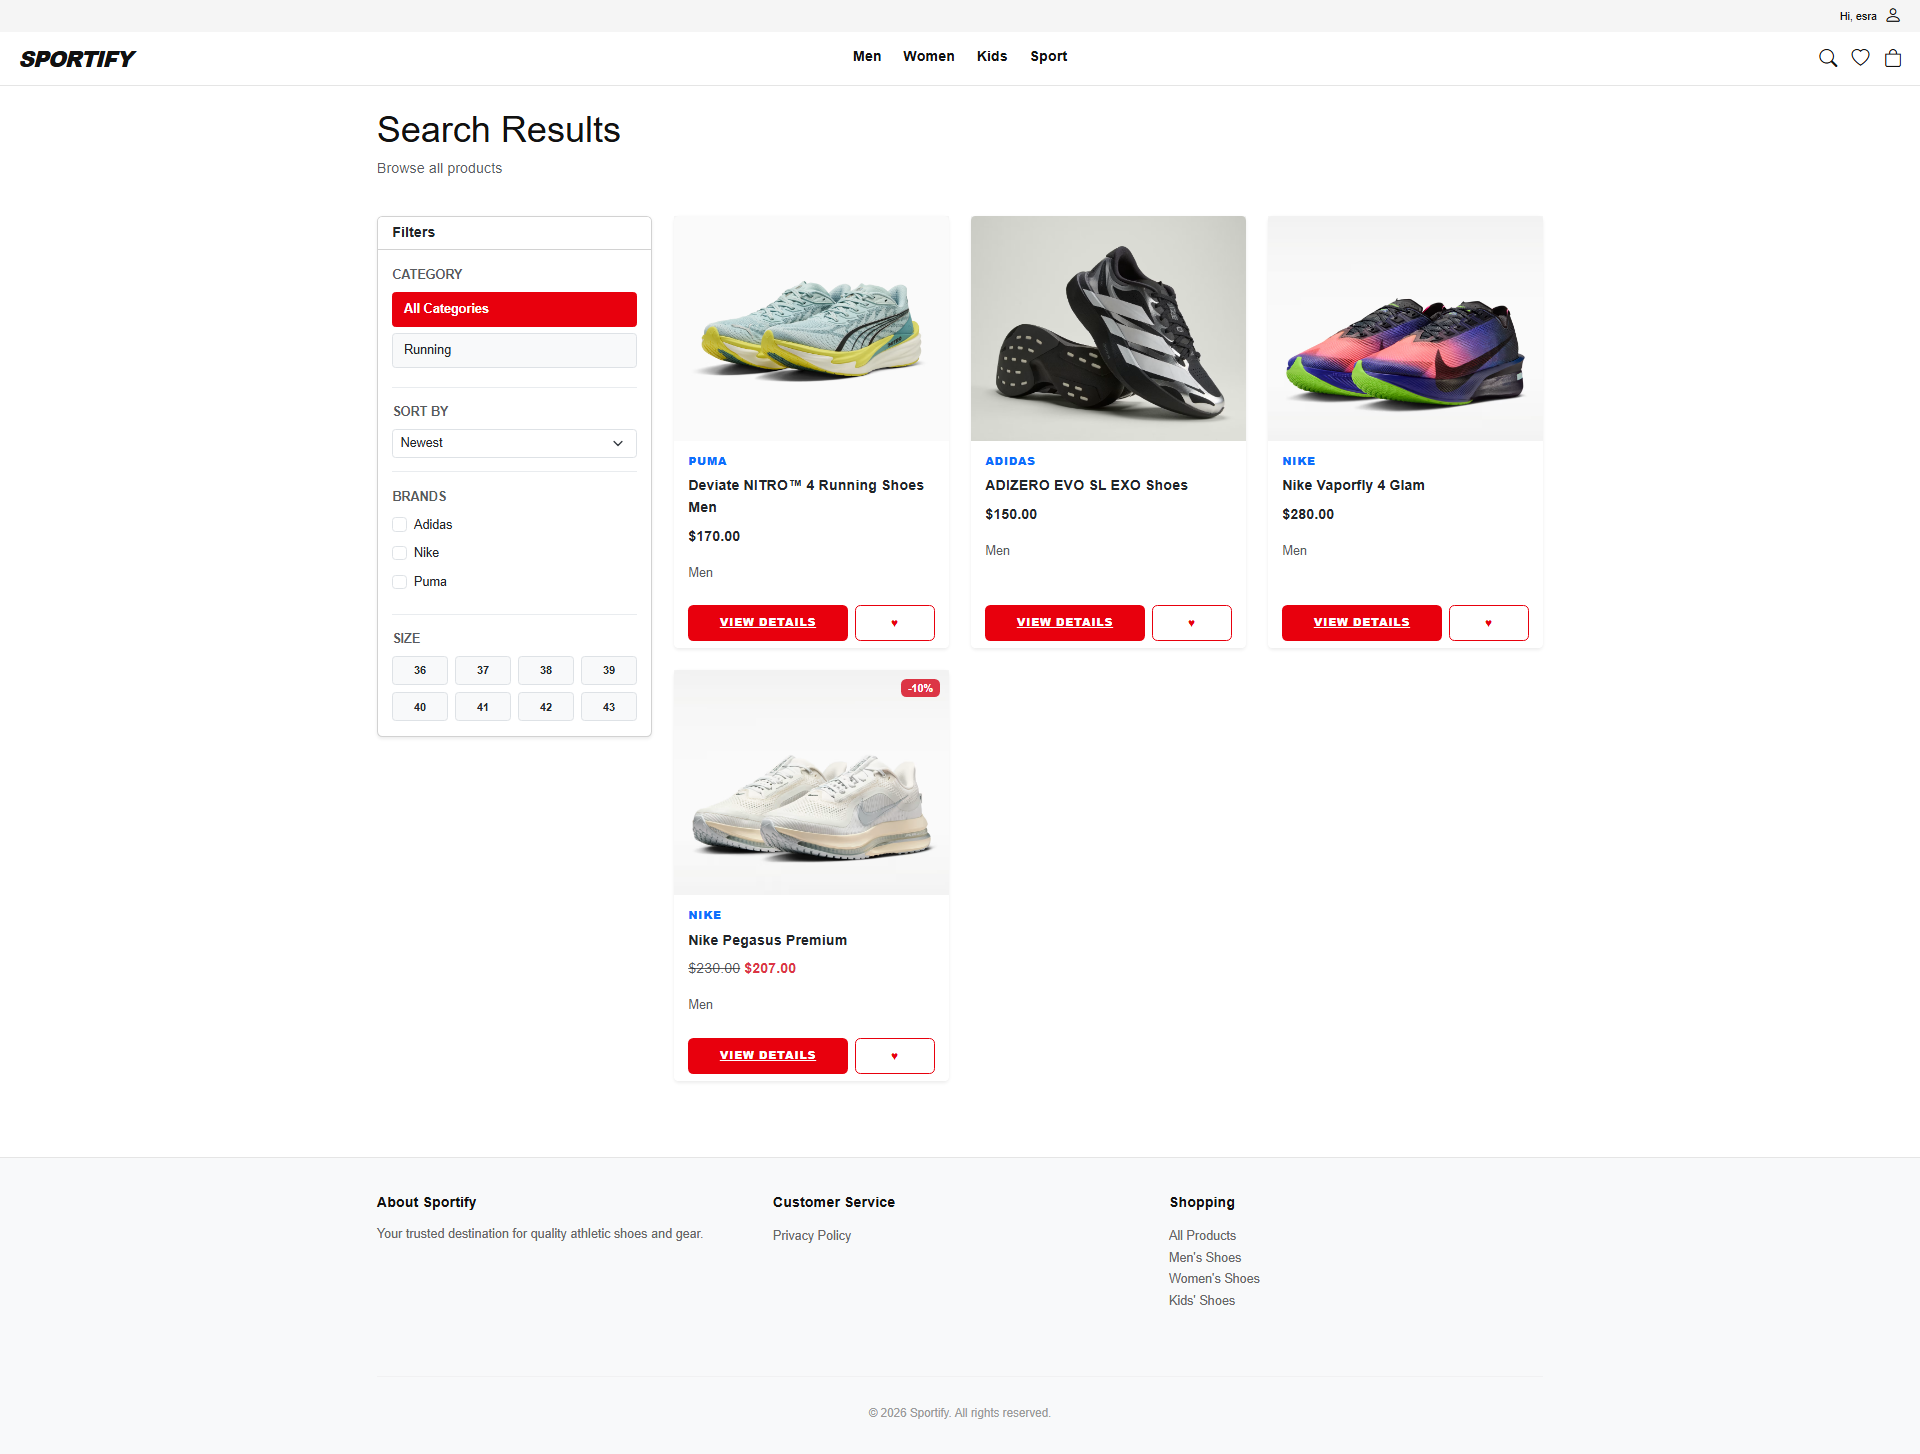 Hi, esra
SPORTIFY
Men
Women
Kids
Sport
Search Results
Browse all products
Filters
CATEGORY
All Categories
Running
SORT BY
Newest
BRANDS
Adidas
Nike
Puma
SIZE
36
37
38
39
40
41
42
43
PUMA
Deviate NITRO™ 4 Running Shoes
Men
$170.00
Men
VIEW DETAILS
♥
ADIDAS
ADIZERO EVO SL EXO Shoes
$150.00
Men
VIEW DETAILS
♥
NIKE
Nike Vaporfly 4 Glam
$280.00
Men
VIEW DETAILS
♥
-10%
NIKE
Nike Pegasus Premium
$230.00 $207.00
Men
VIEW DETAILS
♥
About Sportify
Your trusted destination for quality athletic shoes and gear.
Customer Service
Privacy Policy
Shopping
All Products
Men's Shoes
Women's Shoes
Kids' Shoes
© 2026 Sportify. All rights reserved.